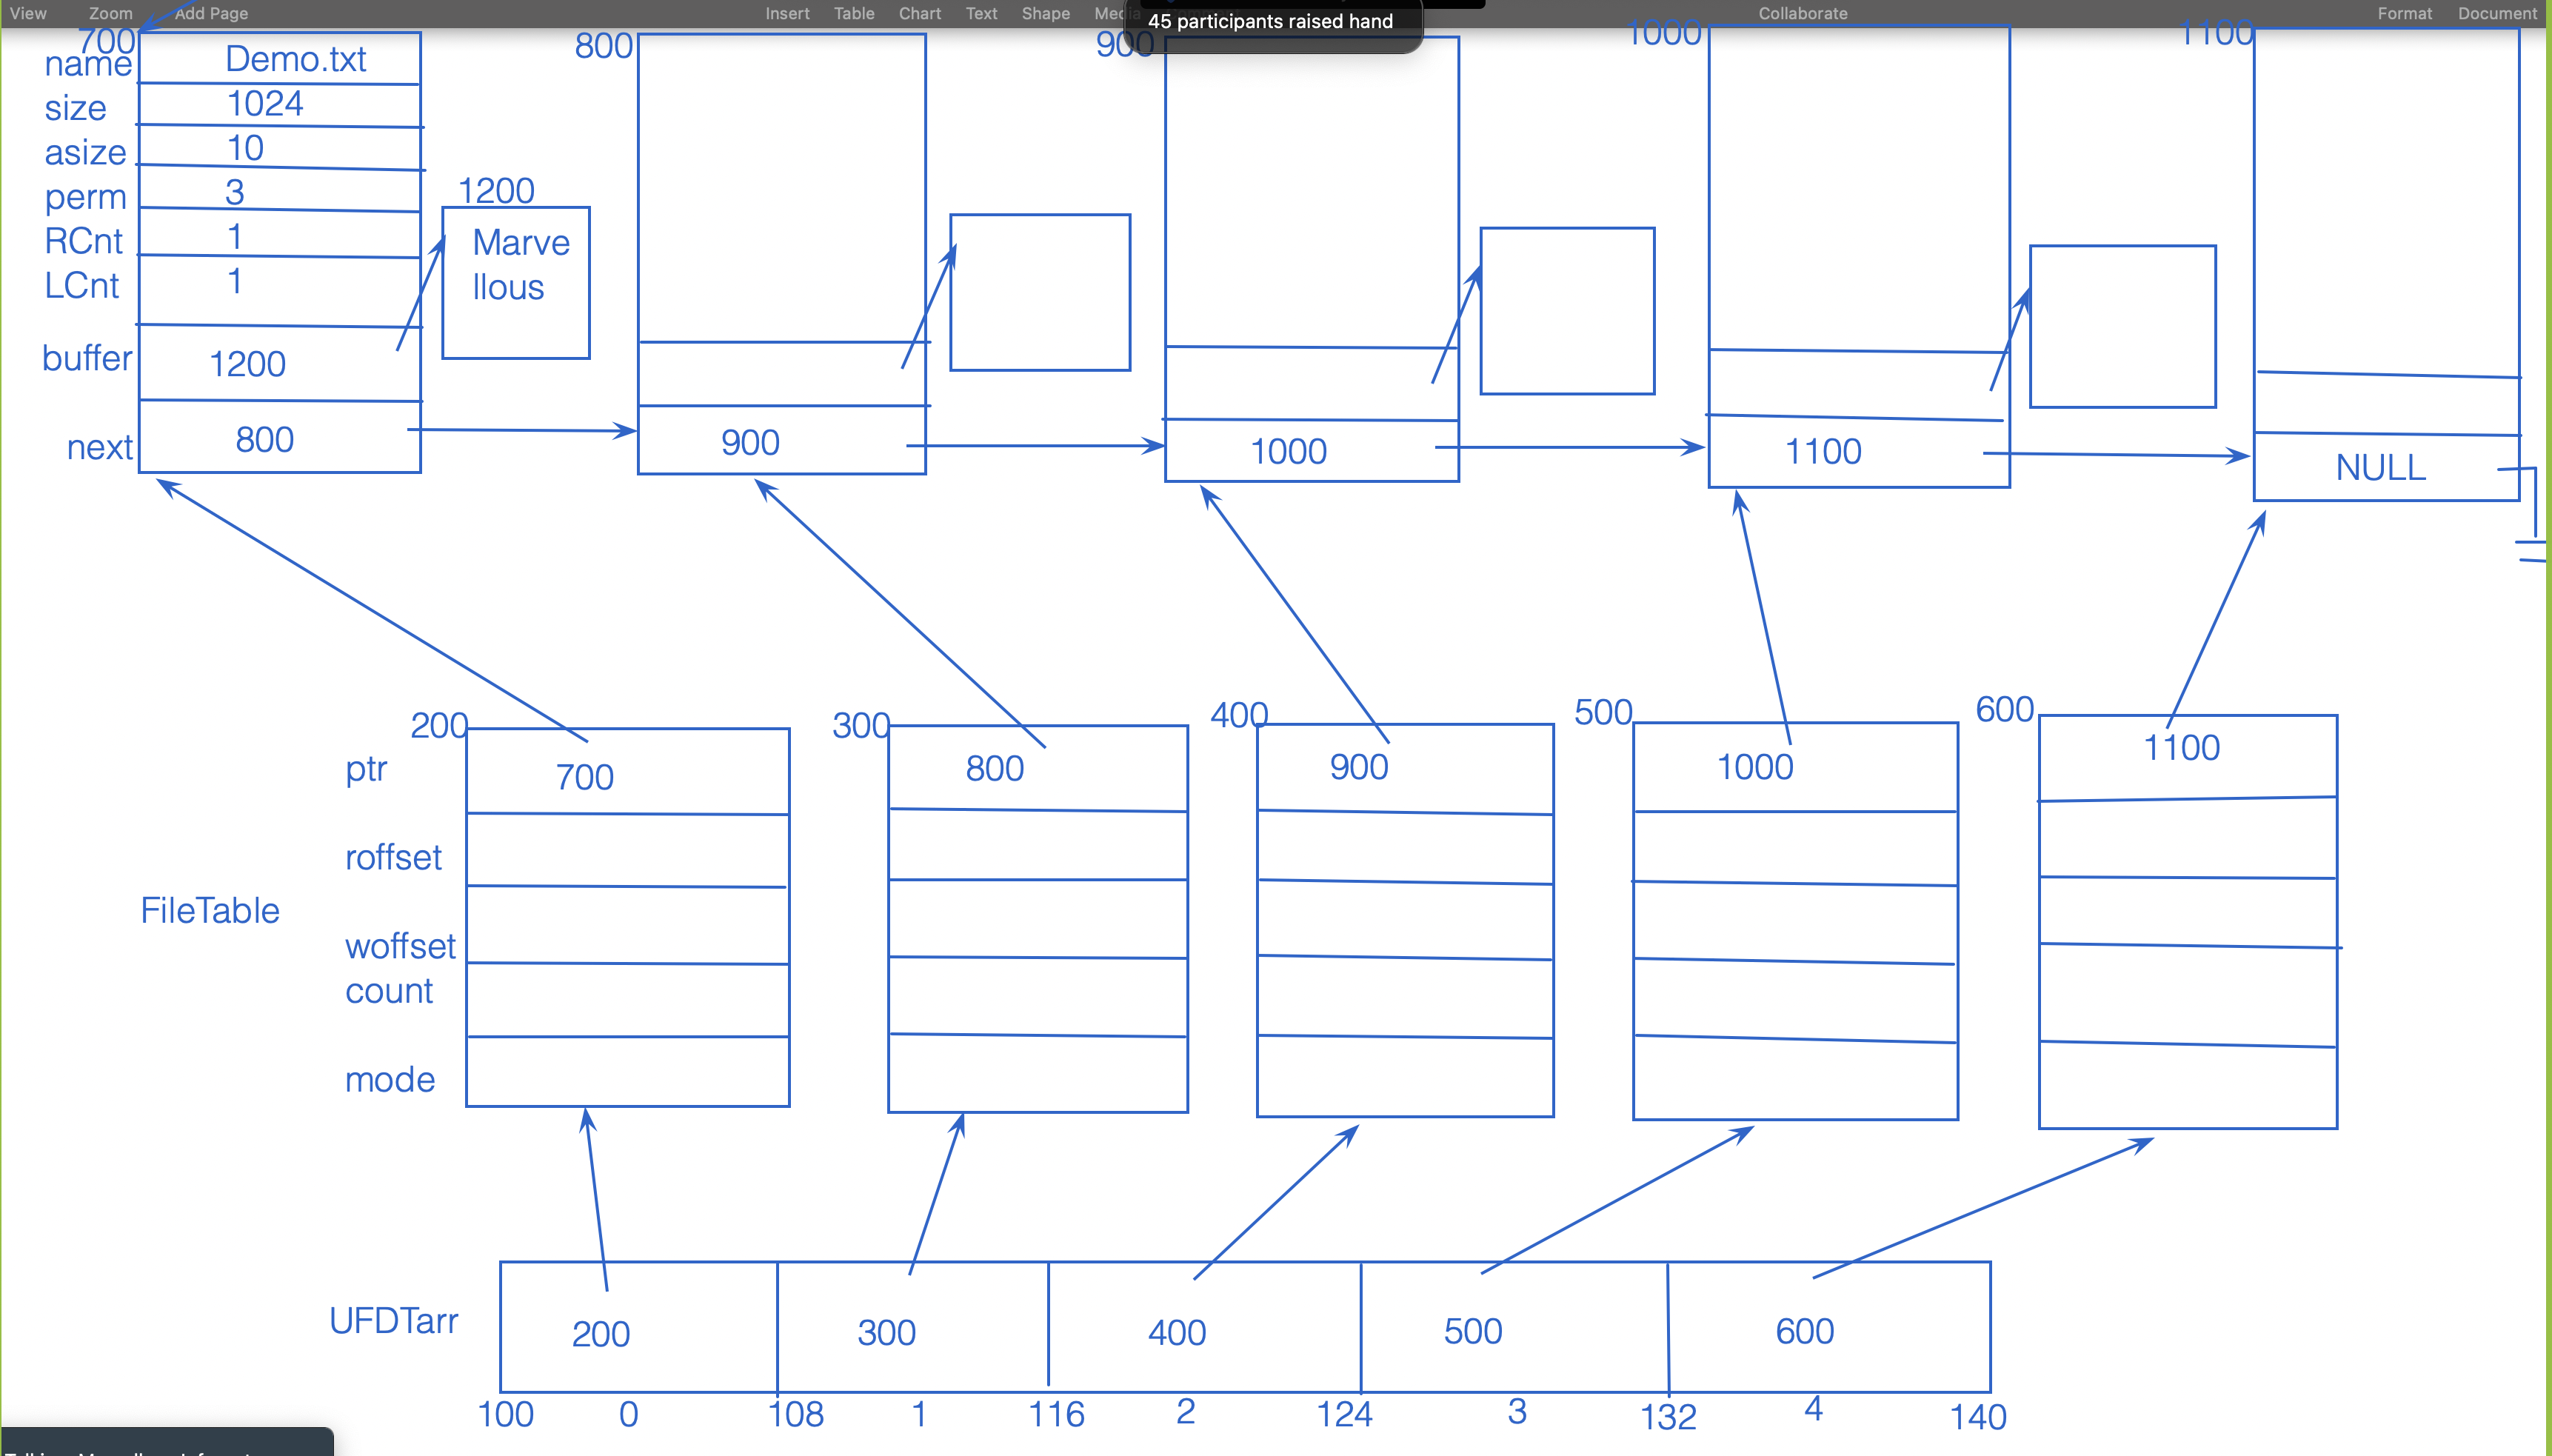 View Zoom Add Page Insert Table Chart Text Shape Collaborate Format Document
45 participants raised hand
700 800 900 1000 1100
name Demo.txt
size 1024
asize 10
perm 3
RCnt 1
LCnt 1
1200
Marve
llous
buffer 1200
next 800 900 1000 1100 NULL
200 300 400 500 600
ptr 700 800 900 1000 1100
roffset
FileTable
woffset
count
mode
UFDTarr 200 300 400 500 600
100 0 108 1 116 2 124 3 132 4 140